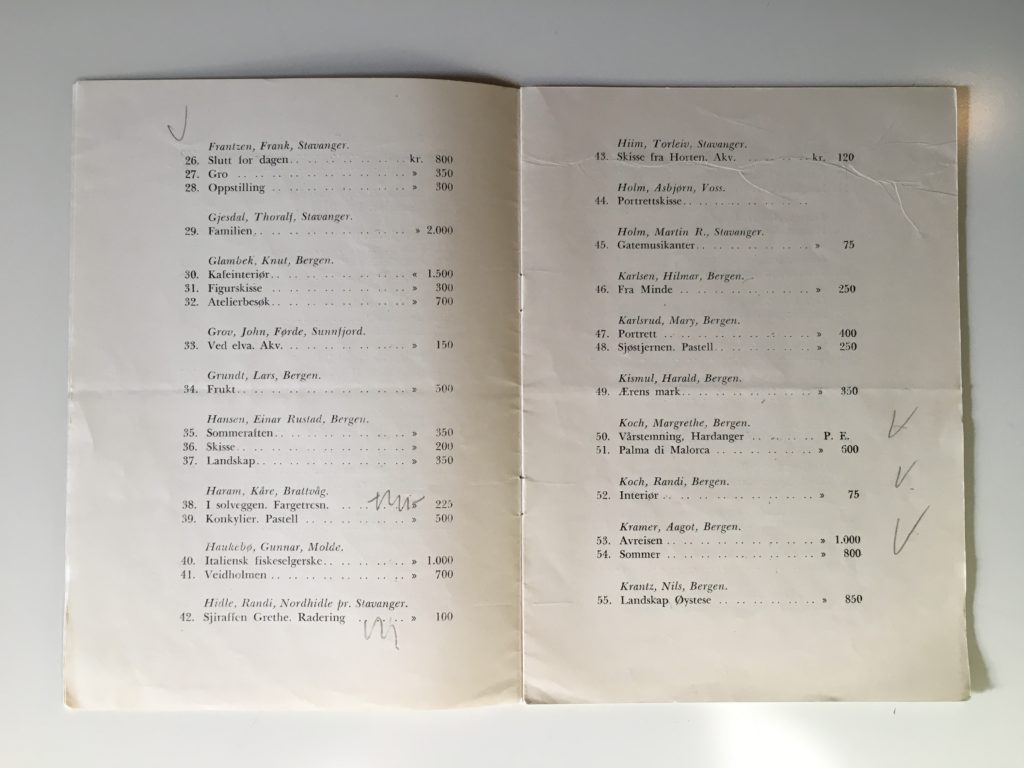 Frantzen, Frank, Stavanger.
26. Slutt for dagen. . . . . . . . . . . kr. 800
27. Gro . . . . . . . . . . . . . . » 350
28. Oppstilling . . . . . . . . . . . » 300
Gjesdal, Thoralf, Stavanger.
29. Familien. . . . . . . . . . . . . » 2.000
Glambek, Knut, Bergen.
30. Kafeinteriør. . . . . . . . . . . « 1.500
31. Figurskisse . . . . . . . . . . . » 300
32. Atelierbesøk. . . . . . . . . . . » 700
Grov, John, Førde, Sunnfjord.
33. Ved elva. Akv. . . . . . . . . . . » 150
Grundt, Lars, Bergen.
34. Frukt . . . . . . . . . . . . . . » 500
Hansen, Einar Rustad, Bergen.
35. Sommeraften. . . . . . . . . . . » 350
36. Skisse . . . . . . . . . . . . . » 200
37. Landskap. . . . . . . . . . . . . » 350
Haram, Kåre, Brattvåg.
38. I solveggen. Fargetresn. . . . 225
39. Konkylier. Pastell . . . . . . . . » 500
Haukebø, Gunnar, Molde.
40. Italiensk fiskeselgerske. . . . . . » 1.000
41. Veidholmen . . . . . . . . . . . » 700
Hidle, Randi, Nordhidle pr. Stavanger.
42. Sjiraffen Grethe. Radering . . . . » 100
Hiim, Torleiv, Stavanger.
43. Skisse fra Horten. Akv. . . . . . . kr. 120
Holm, Asbjørn, Voss.
44. Portrettskisse. . . . . . . . . . .
Holm, Martin R., Stavanger.
45. Gatemusikanter. . . . . . . . . . » 75
Karlsen, Hilmar, Bergen.
46. Fra Minde . . . . . . . . . . . . » 250
Karlsrud, Mary, Bergen.
47. Portrett . . . . . . . . . . . . . » 400
48. Sjøstjernen. Pastell. . . . . . . . » 250
Kismul, Harald, Bergen.
49. Ærens mark. . . . . . . . . . . . » 350
Koch, Margrethe, Bergen.
50. Vårstemning, Hardanger . . . . . . P. E.
51. Palma di Malorca . . . . . . . . . » 500
Koch, Randi, Bergen.
52. Interiør . . . . . . . . . . . . . » 75
Kramer, Aagot, Bergen.
53. Avreisen . . . . . . . . . . . . . » 1.000
54. Sommer . . . . . . . . . . . . . » 800
Krantz, Nils, Bergen.
55. Landskap Øystese . . . . . . . . . » 850